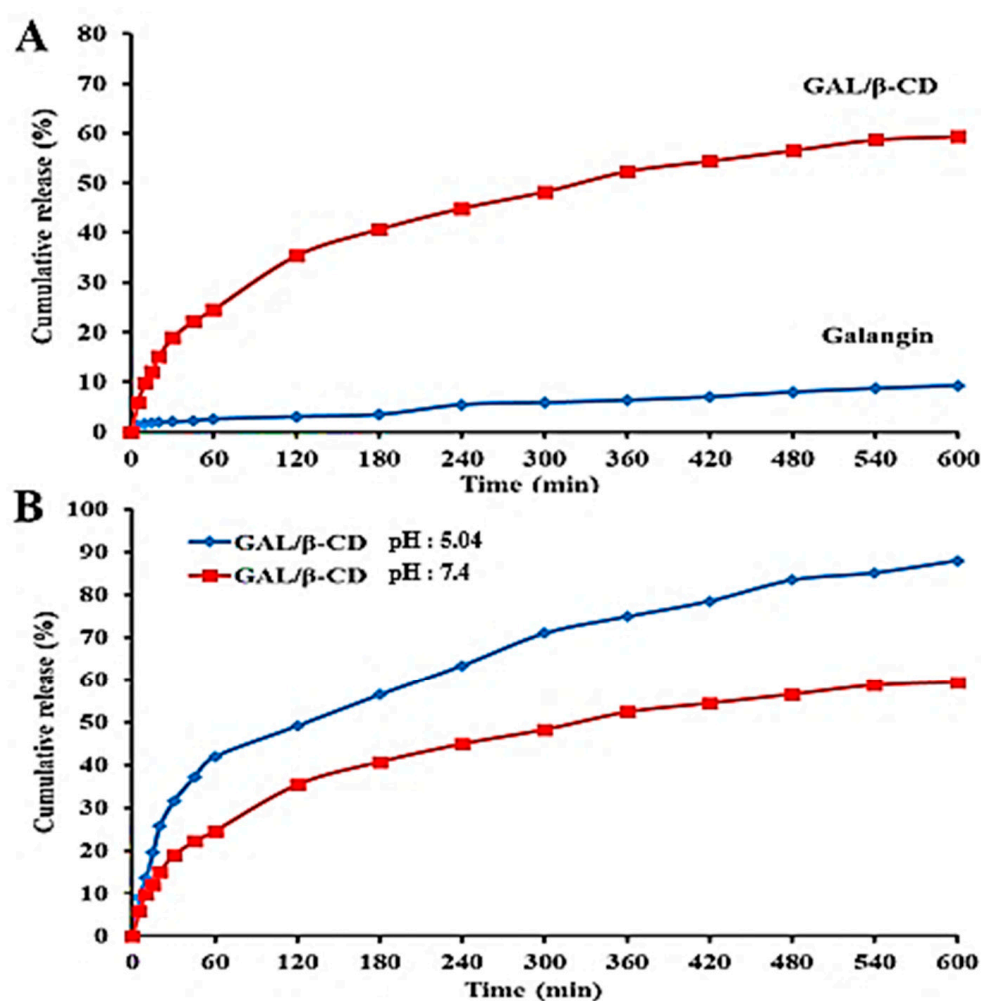 A
80
70
60
50
40
30
20
10
0
Cumulative release (%)
GAL/β-CD
Galangin
0 60 120 180 240 300 360 420 480 540 600
Time (min)
B
100
90
80
70
60
50
40
30
20
10
0
Cumulative release (%)
GAL/β-CD pH : 5.04
GAL/β-CD pH : 7.4
0 60 120 180 240 300 360 420 480 540 600
Time (min)